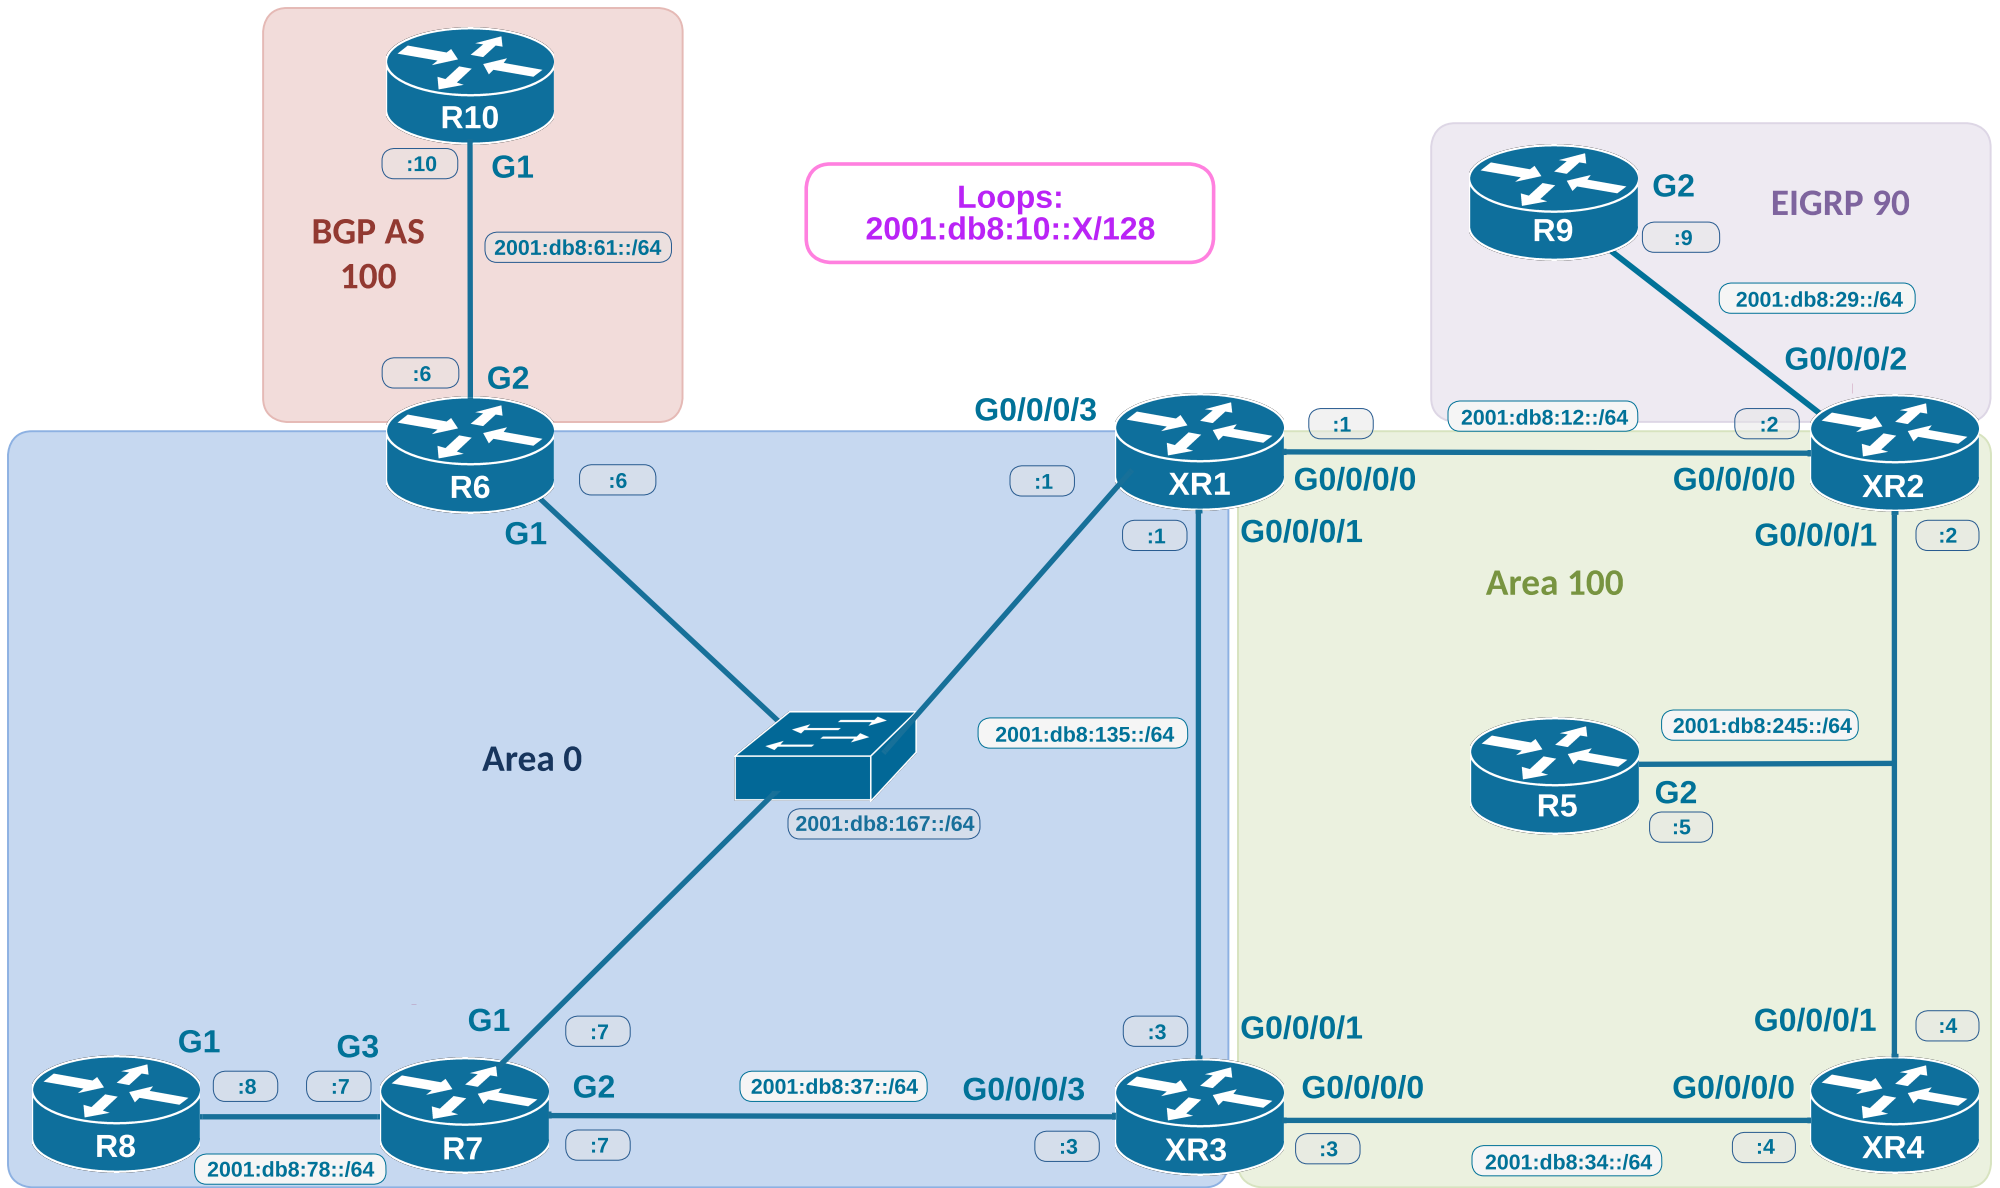 R10
:10
G1
BGP AS
100
2001:db8:61::/64
:6
G2
Loops:
2001:db8:10::X/128
R9
G2
:9
EIGRP 90
2001:db8:29::/64
G0/0/0/2
R6
:6
G1
G0/0/0/3
:1
XR1
:1
G0/0/0/0
2001:db8:12::/64
:2
G0/0/0/0
XR2
:1
G0/0/0/1
G0/0/0/1
:2
Area 100
Area 0
2001:db8:135::/64
2001:db8:167::/64
2001:db8:245::/64
R5
G2
:5
G1
:8
G3
:7
G1
:7
R8
2001:db8:78::/64
R7
G2
:7
2001:db8:37::/64
G0/0/0/3
:3
:3
G0/0/0/1
XR3
G0/0/0/0
:3
2001:db8:34::/64
G0/0/0/1
:4
G0/0/0/0
:4
XR4